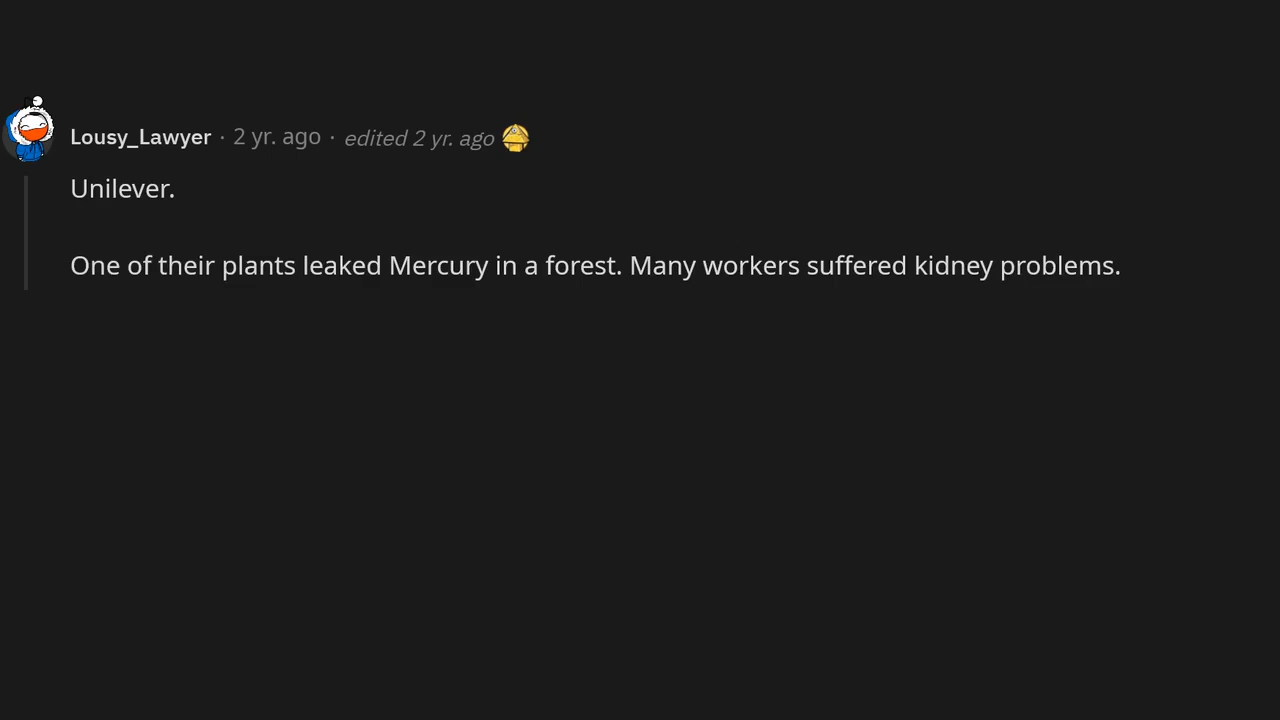 Lousy_Lawyer · 2 yr. ago · edited 2 yr. ago
Unilever.
One of their plants leaked Mercury in a forest. Many workers suffered kidney problems.